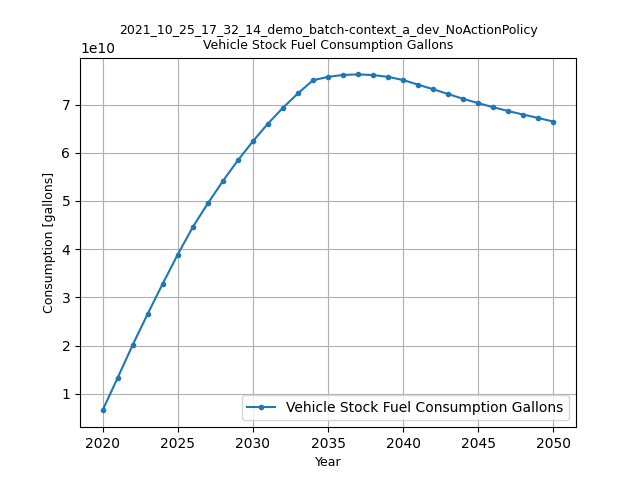 2021_10_25_17_32_14_demo_batch-context_a_dev_NoActionPolicy
Vehicle Stock Fuel Consumption Gallons
1e10
7
6
5
4
3
2
1
Consumption [gallons]
Vehicle Stock Fuel Consumption Gallons
2020 2025 2030 2035 2040 2045 2050
Year